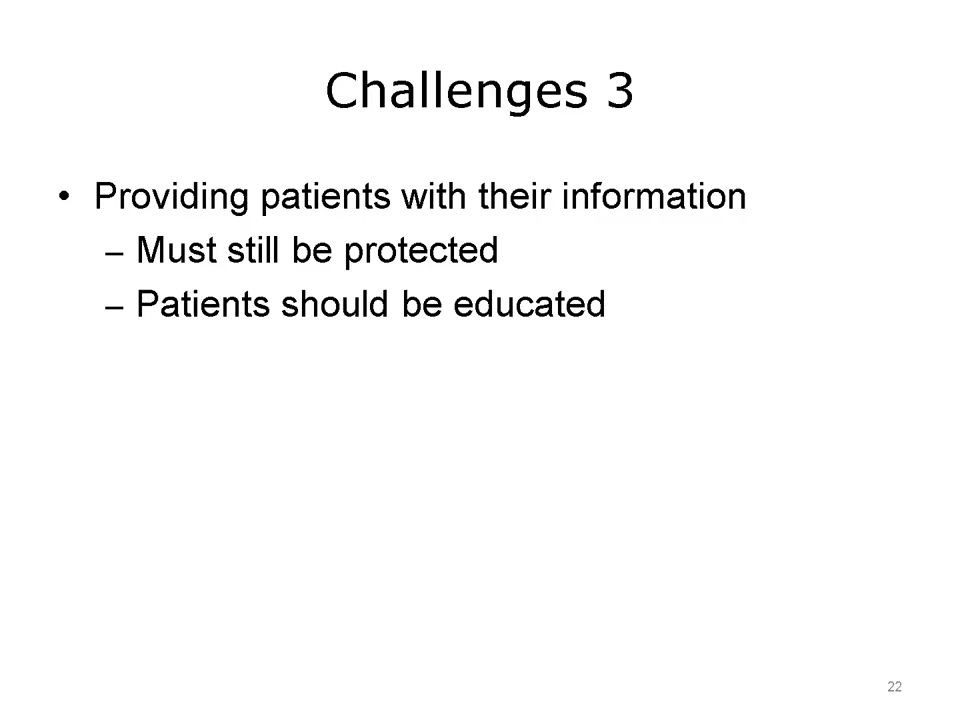 Challenges 3
• Providing patients with their information
– Must still be protected
– Patients should be educated
22